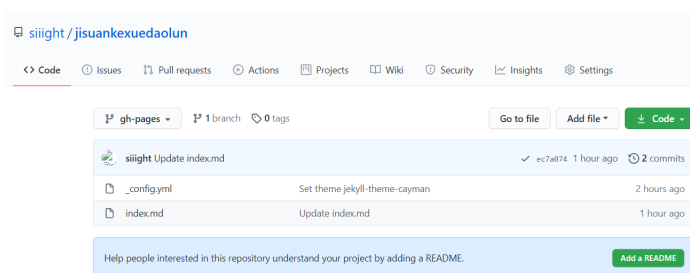 siiight / jisuankexuedaolun
Code Issues Pull requests Actions Projects Wiki Security Insights Settings
gh-pages 1 branch 0 tags Go to file Add file Code
siiight Update index.md ec7a074 1 hour ago 2 commits
_config.yml Set theme jekyll-theme-cayman 2 hours ago
index.md Update index.md 1 hour ago
Help people interested in this repository understand your project by adding a README. Add a README